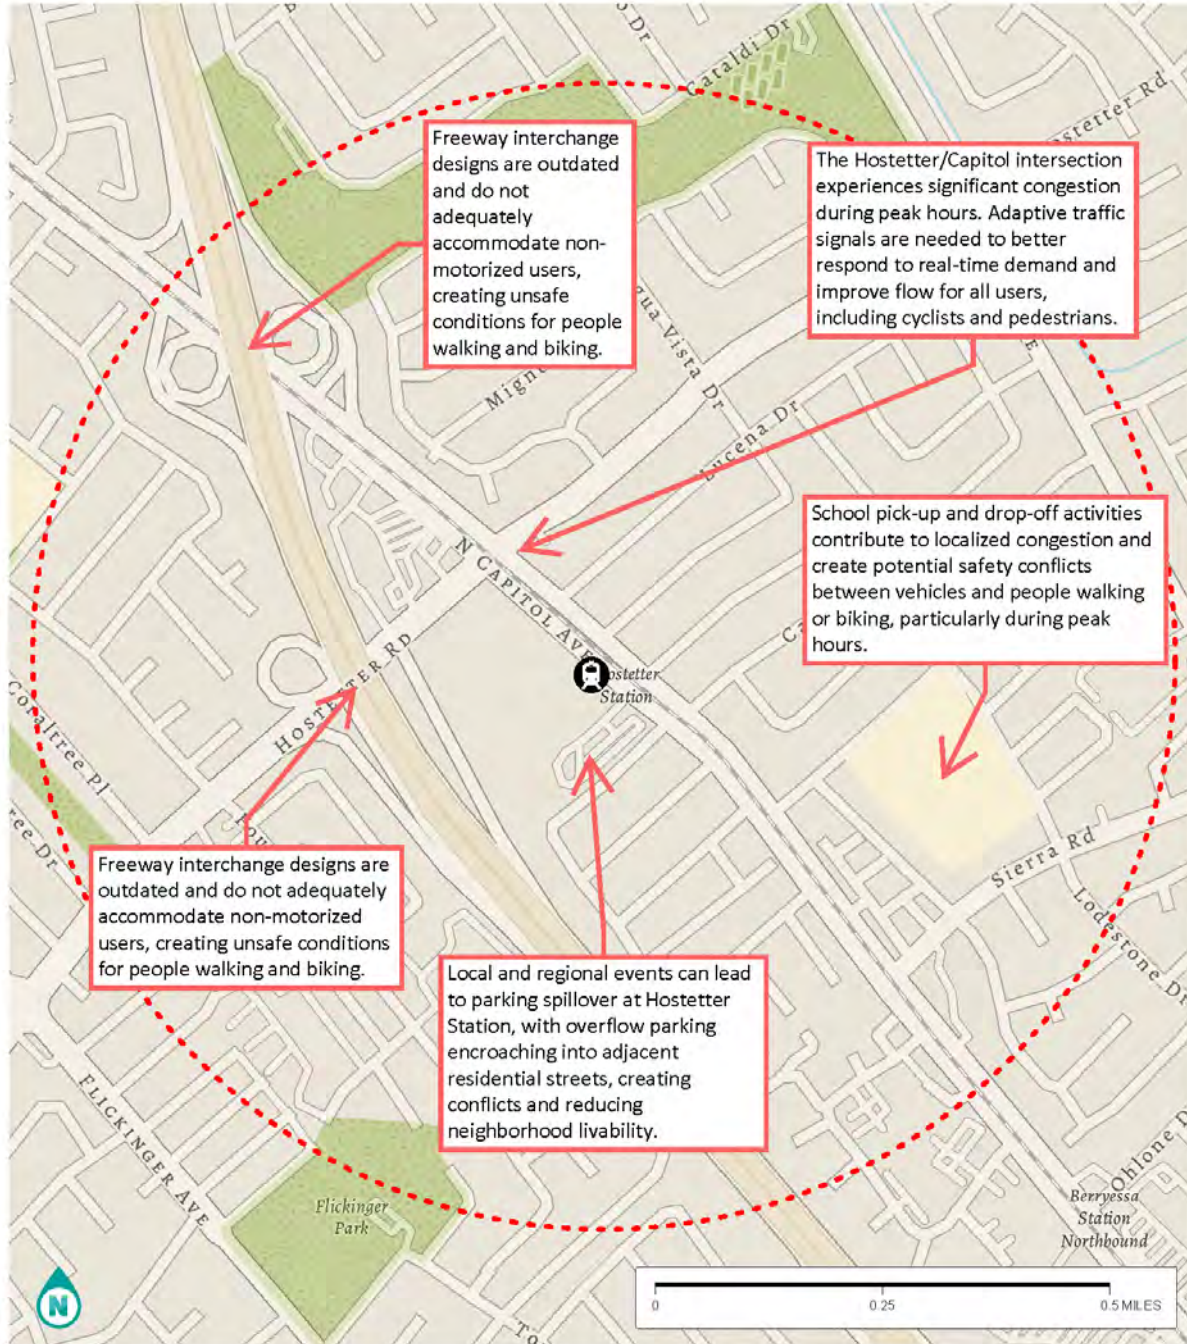 Cataldi Dr
Freeway interchange
designs are outdated
and do not
adequately
accommodate non-
motorized users,
creating unsafe
conditions for people
walking and biking.
The Hostetter/Capitol intersection
experiences significant congestion
during peak hours. Adaptive traffic
signals are needed to better
respond to real-time demand and
improve flow for all users,
including cyclists and pedestrians.
Lucena Dr
School pick-up and drop-off activities
contribute to localized congestion and
create potential safety conflicts
between vehicles and people walking
or biking, particularly during peak
hours.
N CAPITOL AVE
Station
HOSTETTER RD
Coraltree Pl
Sierra Rd
Lodestone Dr
Freeway interchange designs are
outdated and do not adequately
accommodate non-motorized
users, creating unsafe conditions
for people walking and biking.
Local and regional events can lead
to parking spillover at Hostetter
Station, with overflow parking
encroaching into adjacent
residential streets, creating
conflicts and reducing
neighborhood livability.
FLICKINGER AVE
Flickinger
Park
Ohlone
Berryessa
Station
Northbound
N
0 0.25 0.5 MILES